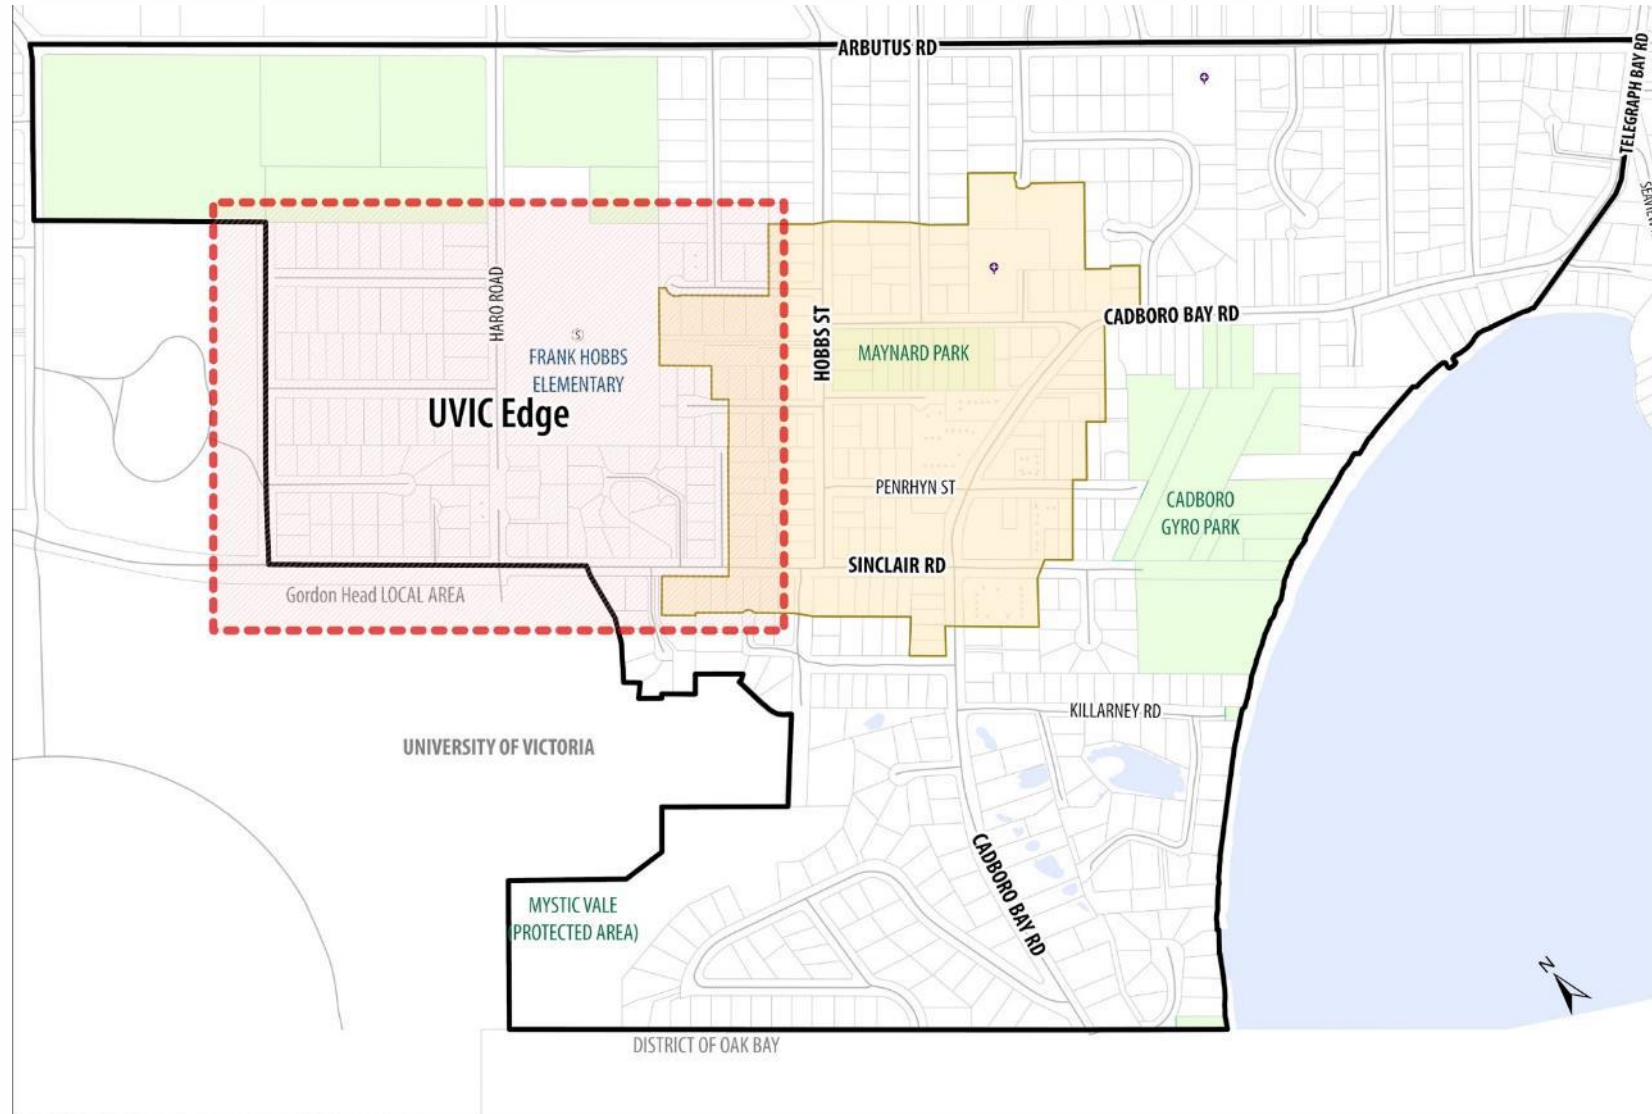 ARBUTUS RD
TELEGRAPH BAY RD
HARO ROAD
HOBBS ST
CADBORO BAY RD
FRANK HOBBS
ELEMENTARY
S
MAYNARD PARK
UVIC Edge
PENRHYN ST
CADBORO
GYRO PARK
SINCLAIR RD
Gordon Head LOCAL AREA
KILLARNEY RD
UNIVERSITY OF VICTORIA
CADBORO BAY RD
MYSTIC VALE
(PROTECTED AREA)
N
DISTRICT OF OAK BAY